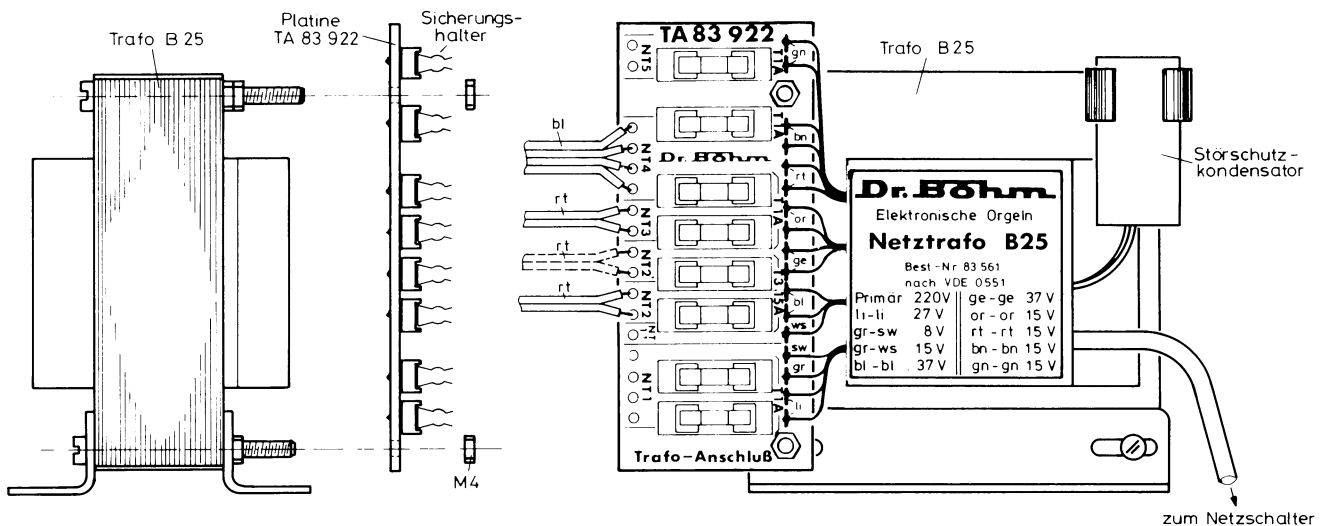 Trafo B 25
Platine
TA 83 922
Sicherungs-
halter
M4
TA 83 922
NT5
T1A
gn
T1A
bn
bl
NT4
Dr. Böhm
rt
rt
NT3
T1A
or
rt
NT2
ge
T3,15A
rt
NT2
bl
NT
ws
sw
gr
NT1
T1A
li
Trafo-Anschluß
Trafo B 25
Störschutz-
kondensator
Dr. Böhm
Elektronische Orgeln
Netztrafo B25
Best-Nr 83 561
nach VDE 0551
Primär 220V ge-ge 37 V
li-li 27 V or-or 15 V
gr-sw 8 V rt-rt 15 V
gr-ws 15 V bn-bn 15 V
bl-bl 37 V gn-gn 15 V
zum Netzschalter